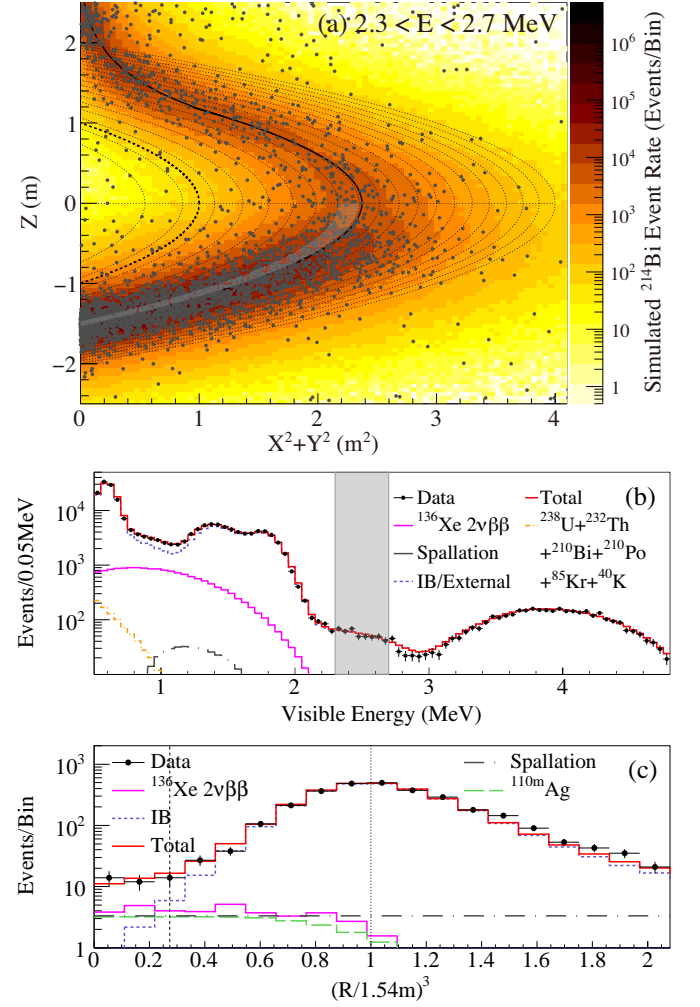 (a) 2.3 < E < 2.7 MeV
2
1
0
−1
−2
Z (m)
0 1 2 3 4
X²+Y² (m²)
10⁶
10⁵
10⁴
10³
10²
10
1
Simulated ²¹⁴Bi Event Rate (Events/Bin)
(b)
Data
¹³⁶Xe 2νββ
Spallation
IB/External
Total
²³⁸U+²³²Th
+²¹⁰Bi+²¹⁰Po
+⁸⁵Kr+⁴⁰K
10⁴
10³
10²
Events/0.05MeV
1 2 3 4
Visible Energy (MeV)
(c)
Data
¹³⁶Xe 2νββ
IB
Total
Spallation
¹¹⁰ᵐAg
10³
10²
10
1
Events/Bin
0 0.2 0.4 0.6 0.8 1 1.2 1.4 1.6 1.8 2
(R/1.54m)³